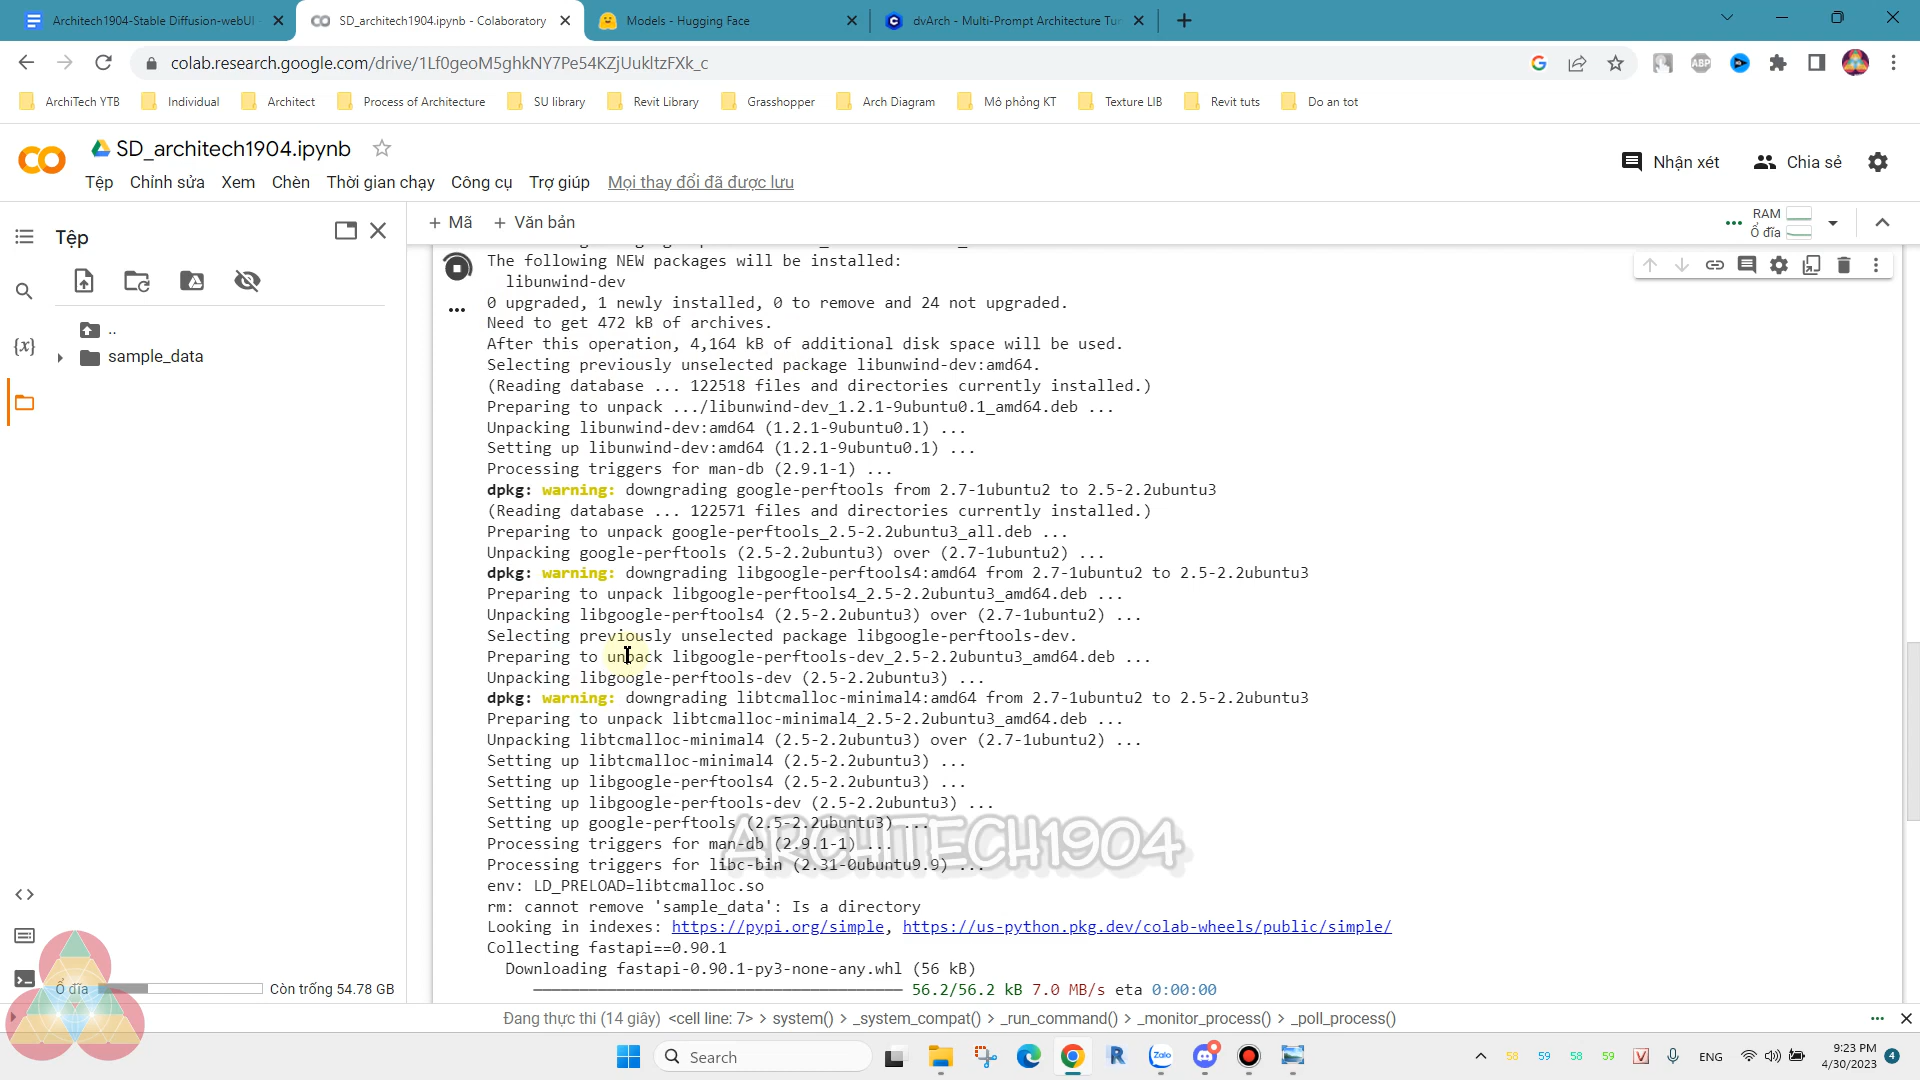 Architech1904-Stable Diffusion-webUI
SD_architech1904.ipynb - Colaboratory
Models - Hugging Face
dvArch - Multi-Prompt Architecture Tu
colab.research.google.com/drive/1Lf0geoM5ghkNY7Pe54KZjUukltzFXk_c
ABP
ArchiTech YTB
Individual
Architect
Process of Architecture
SU library
Revit Library
Grasshopper
Arch Diagram
Mô phỏng KT
Texture LIB
Revit tuts
Do an tot
SD_architech1904.ipynb
Nhận xét
Chia sẻ
Tệp Chỉnh sửa Xem Chèn Thời gian chạy Công cụ Trợ giúp Mọi thay đổi đã được lưu
Tệp
+ Mã + Văn bản
RAM
Ổ đĩa
..
sample_data
The following NEW packages will be installed:
libunwind-dev
0 upgraded, 1 newly installed, 0 to remove and 24 not upgraded.
Need to get 472 kB of archives.
After this operation, 4,164 kB of additional disk space will be used.
Selecting previously unselected package libunwind-dev:amd64.
(Reading database ... 122518 files and directories currently installed.)
Preparing to unpack .../libunwind-dev_1.2.1-9ubuntu0.1_amd64.deb ...
Unpacking libunwind-dev:amd64 (1.2.1-9ubuntu0.1) ...
Setting up libunwind-dev:amd64 (1.2.1-9ubuntu0.1) ...
Processing triggers for man-db (2.9.1-1) ...
dpkg: warning: downgrading google-perftools from 2.7-1ubuntu2 to 2.5-2.2ubuntu3
(Reading database ... 122571 files and directories currently installed.)
Preparing to unpack google-perftools_2.5-2.2ubuntu3_all.deb ...
Unpacking google-perftools (2.5-2.2ubuntu3) over (2.7-1ubuntu2) ...
dpkg: warning: downgrading libgoogle-perftools4:amd64 from 2.7-1ubuntu2 to 2.5-2.2ubuntu3
Preparing to unpack libgoogle-perftools4_2.5-2.2ubuntu3_amd64.deb ...
Unpacking libgoogle-perftools4 (2.5-2.2ubuntu3) over (2.7-1ubuntu2) ...
Selecting previously unselected package libgoogle-perftools-dev.
Preparing to unpack libgoogle-perftools-dev_2.5-2.2ubuntu3_amd64.deb ...
Unpacking libgoogle-perftools-dev (2.5-2.2ubuntu3) ...
dpkg: warning: downgrading libtcmalloc-minimal4:amd64 from 2.7-1ubuntu2 to 2.5-2.2ubuntu3
Preparing to unpack libtcmalloc-minimal4_2.5-2.2ubuntu3_amd64.deb ...
Unpacking libtcmalloc-minimal4 (2.5-2.2ubuntu3) over (2.7-1ubuntu2) ...
Setting up libtcmalloc-minimal4 (2.5-2.2ubuntu3) ...
Setting up libgoogle-perftools4 (2.5-2.2ubuntu3) ...
Setting up libgoogle-perftools-dev (2.5-2.2ubuntu3) ...
Setting up google-perftools (2.5-2.2ubuntu3) ...
Processing triggers for man-db (2.9.1-1) ...
Processing triggers for libc-bin (2.31-0ubuntu9.9) ...
ARCHITECH1904
env: LD_PRELOAD=libtcmalloc.so
rm: cannot remove 'sample_data': Is a directory
Looking in indexes: https://pypi.org/simple, https://us-python.pkg.dev/colab-wheels/public/simple/
Collecting fastapi==0.90.1
Downloading fastapi-0.90.1-py3-none-any.whl (56 kB)
56.2/56.2 kB 7.0 MB/s eta 0:00:00
Ổ đĩa
Còn trống 54.78 GB
Đang thực thi (14 giây) <cell line: 7> > system() > _system_compat() > _run_command() > _monitor_process() > _poll_process()
Search
Zalo
58 59 58 59
V
ENG
9:23 PM
4/30/2023
4